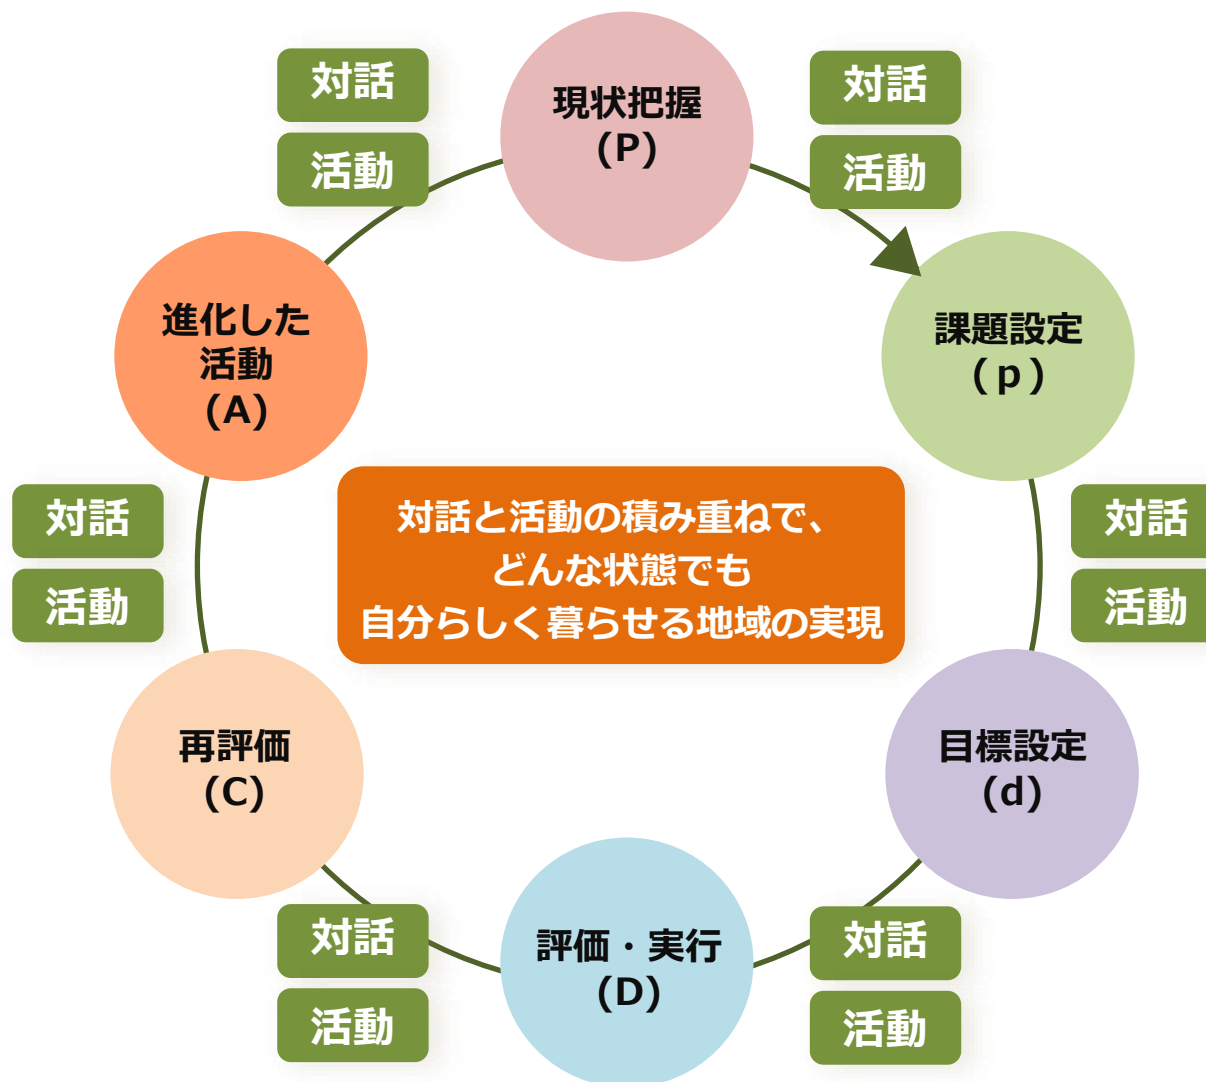 現状把握
(P)
対話
活動
課題設定
(p)
対話
活動
目標設定
(d)
対話
活動
評価・実行
(D)
対話
活動
再評価
(C)
対話
活動
進化した
活動
(A)
対話
活動
対話と活動の積み重ねで、
どんな状態でも
自分らしく暮らせる地域の実現